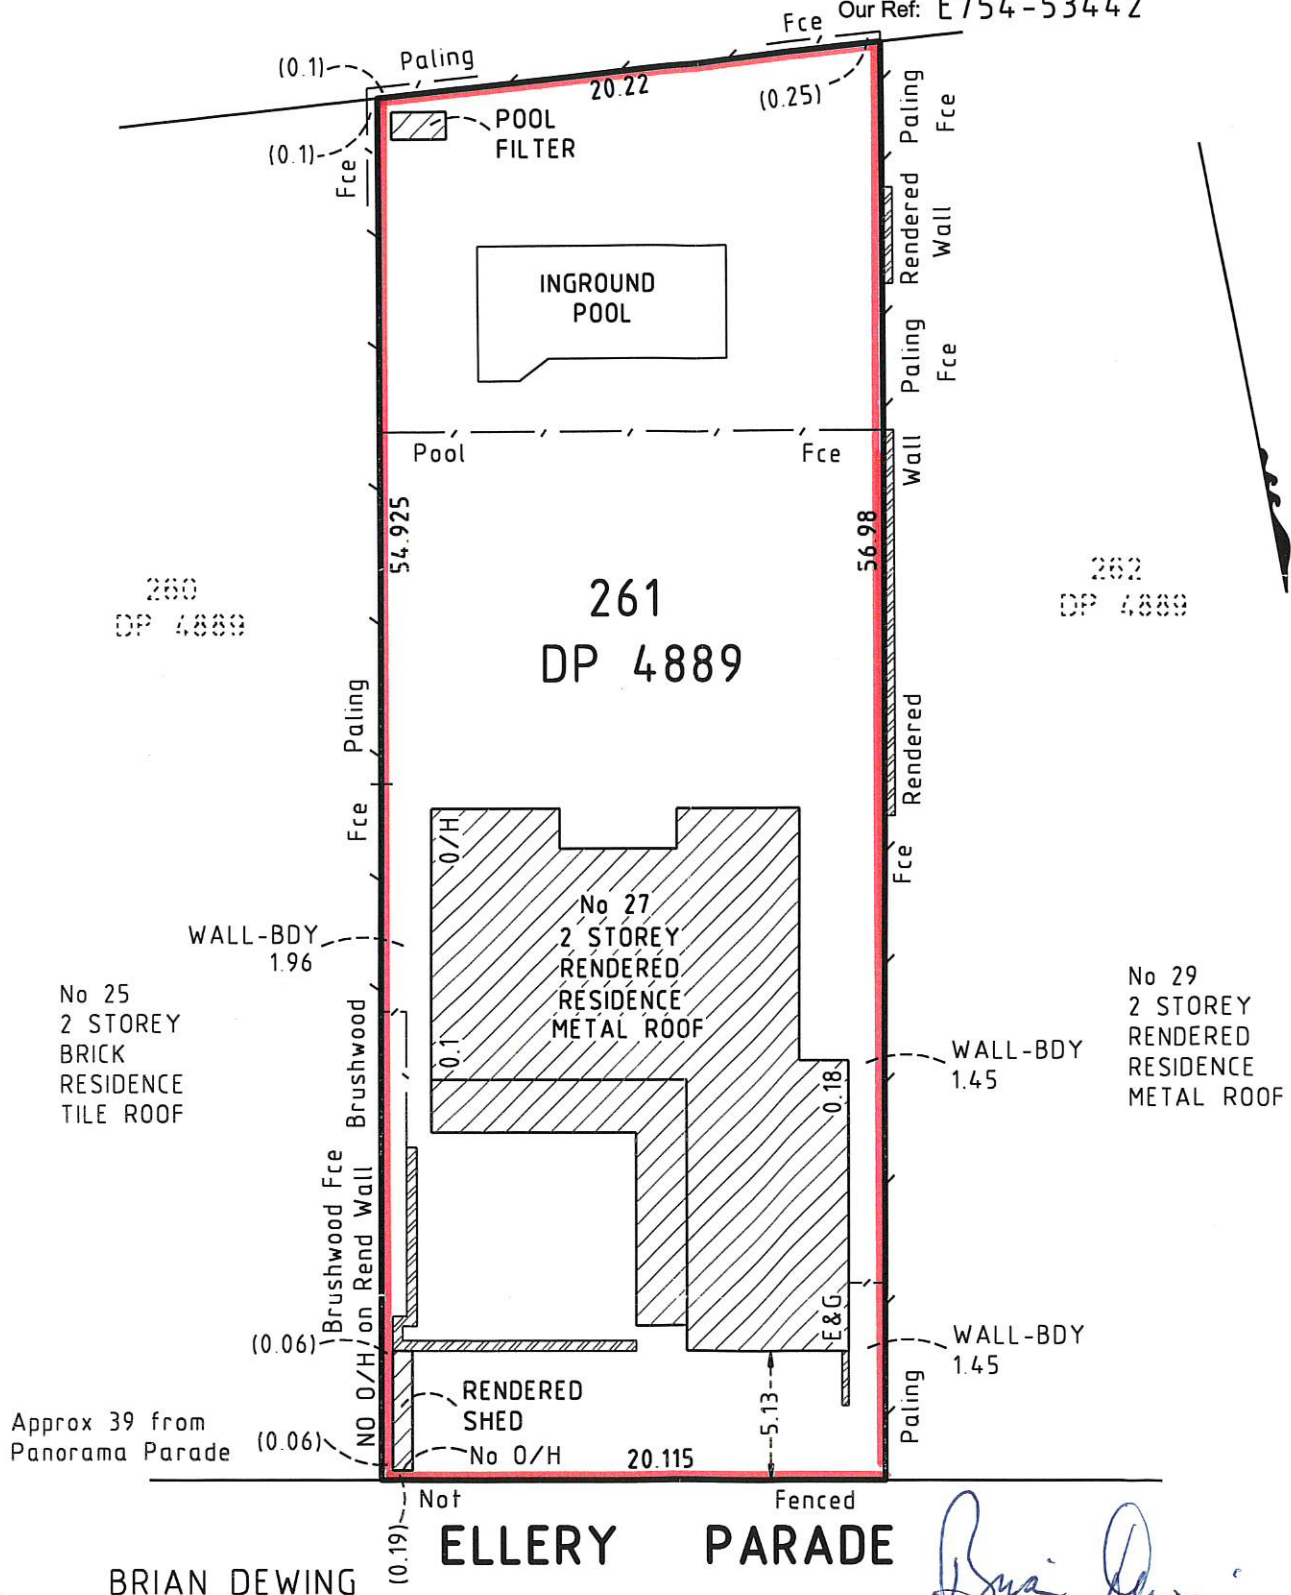 Our Ref: E754-53442
Fce
Paling
(0.1)
20.22
(0.25)
Paling
Fce
POOL
FILTER
(0.1)
Fce
Rendered
Wall
INGROUND
POOL
Paling
Fce
Pool
Fce
Wall
54.925
56.98
260
DP 4889
261
DP 4889
262
DP 4889
Paling
Rendered
Fce
O/H
Fce
No 27
2 STOREY
RENDERED
RESIDENCE
METAL ROOF
WALL-BDY
1.96
No 25
2 STOREY
BRICK
RESIDENCE
TILE ROOF
No 29
2 STOREY
RENDERED
RESIDENCE
METAL ROOF
Brushwood
0.1
0.18
WALL-BDY
1.45
Brushwood Fce
NO O/H on Rend Wall
E&G
WALL-BDY
1.45
(0.06)
RENDERED
SHED
5.13
Paling
Approx 39 from
Panorama Parade
(0.06)
No O/H
20.115
Not
Fenced
(0.19)
ELLERY PARADE
BRIAN DEWING